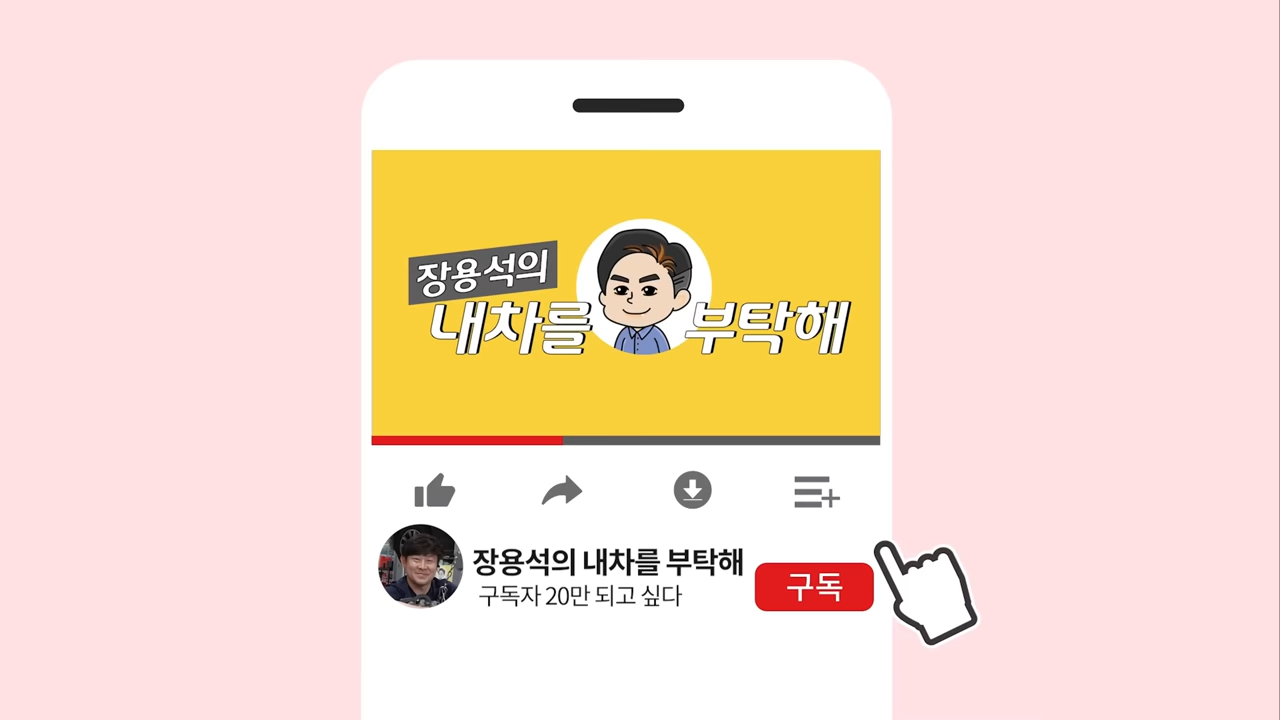 장용석의
내차를 부탁해
장용석의 내차를 부탁해
구독자 20만 되고 싶다
구독